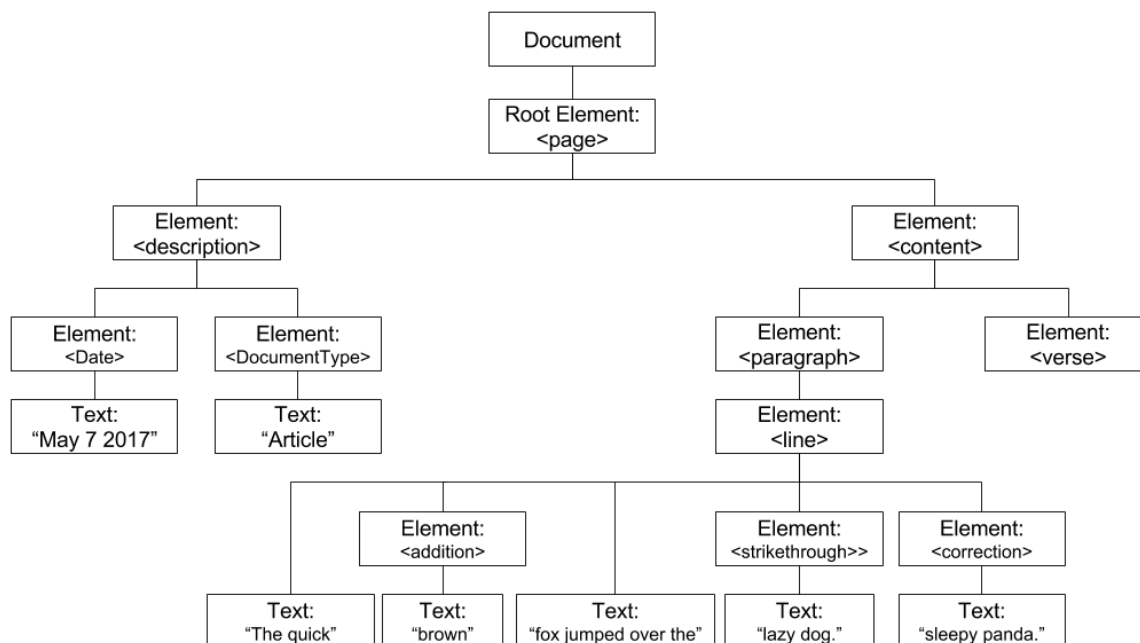 Document
Root Element:
<page>
Element:
<description>
Element:
<content>
Element:
<Date>
Element:
<DocumentType>
Element:
<paragraph>
Element:
<verse>
Text:
“May 7 2017”
Text:
“Article”
Element:
<line>
Element:
<addition>
Element:
<strikethrough>>
Element:
<correction>
Text:
“The quick”
Text:
“brown”
Text:
“fox jumped over the”
Text:
“lazy dog.”
Text:
“sleepy panda.”